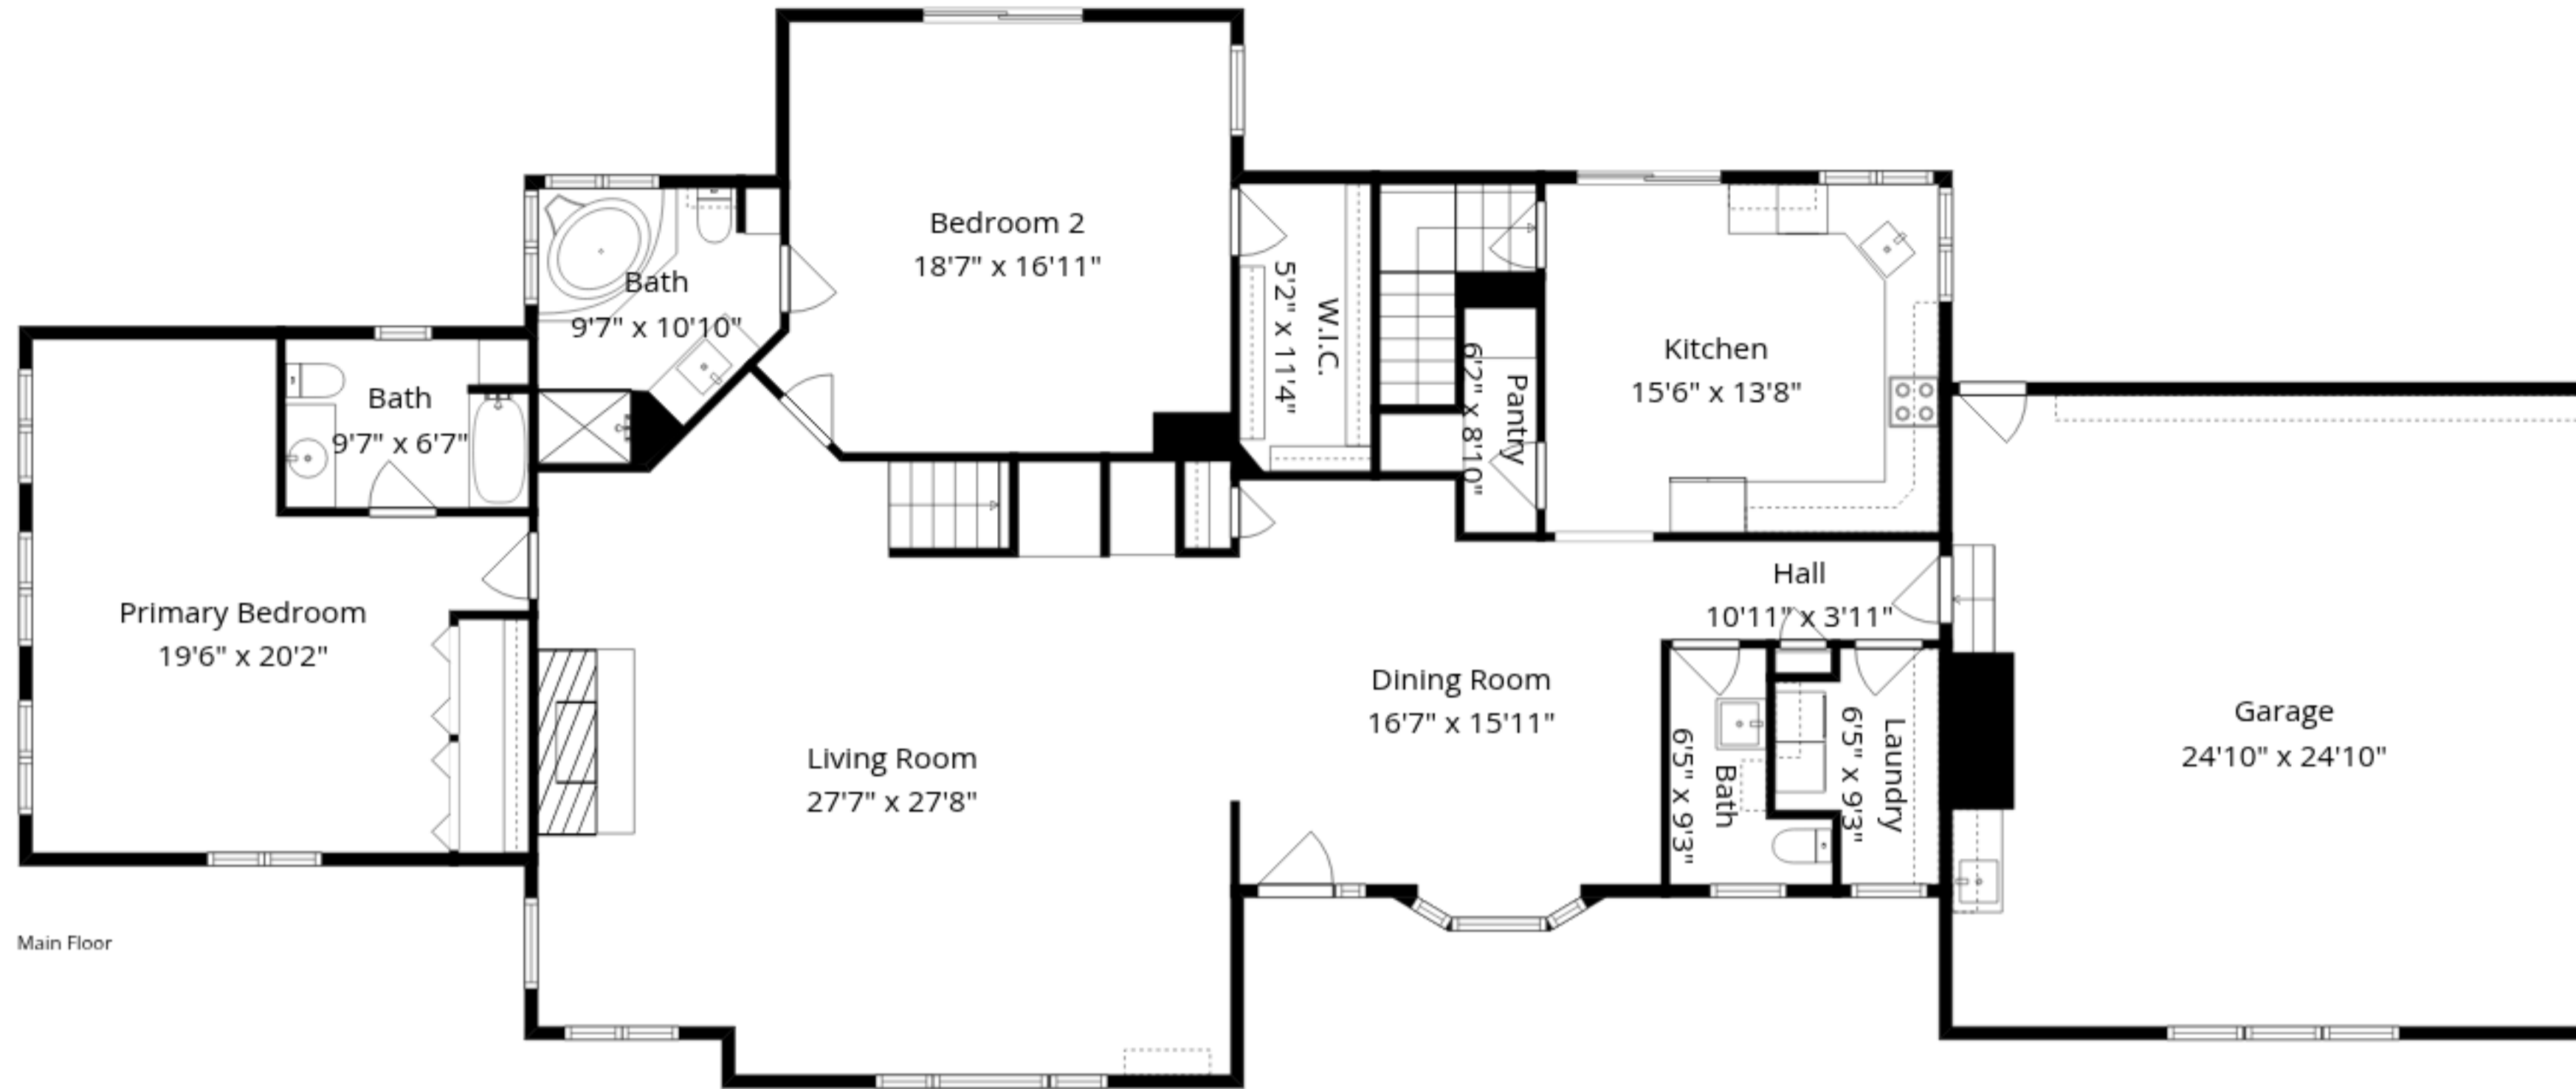 Bedroom 2
18'7" x 16'11"
Bath
9'7" x 10'10"
W.I.C.
5'2" x 11'4"
Pantry
6'2" x 8'10"
Kitchen
15'6" x 13'8"
Bath
9'7" x 6'7"
Primary Bedroom
19'6" x 20'2"
Hall
10'11" x 3'11"
Living Room
27'7" x 27'8"
Dining Room
16'7" x 15'11"
Bath
6'5" x 9'3"
Laundry
6'5" x 9'3"
Garage
24'10" x 24'10"
Main Floor